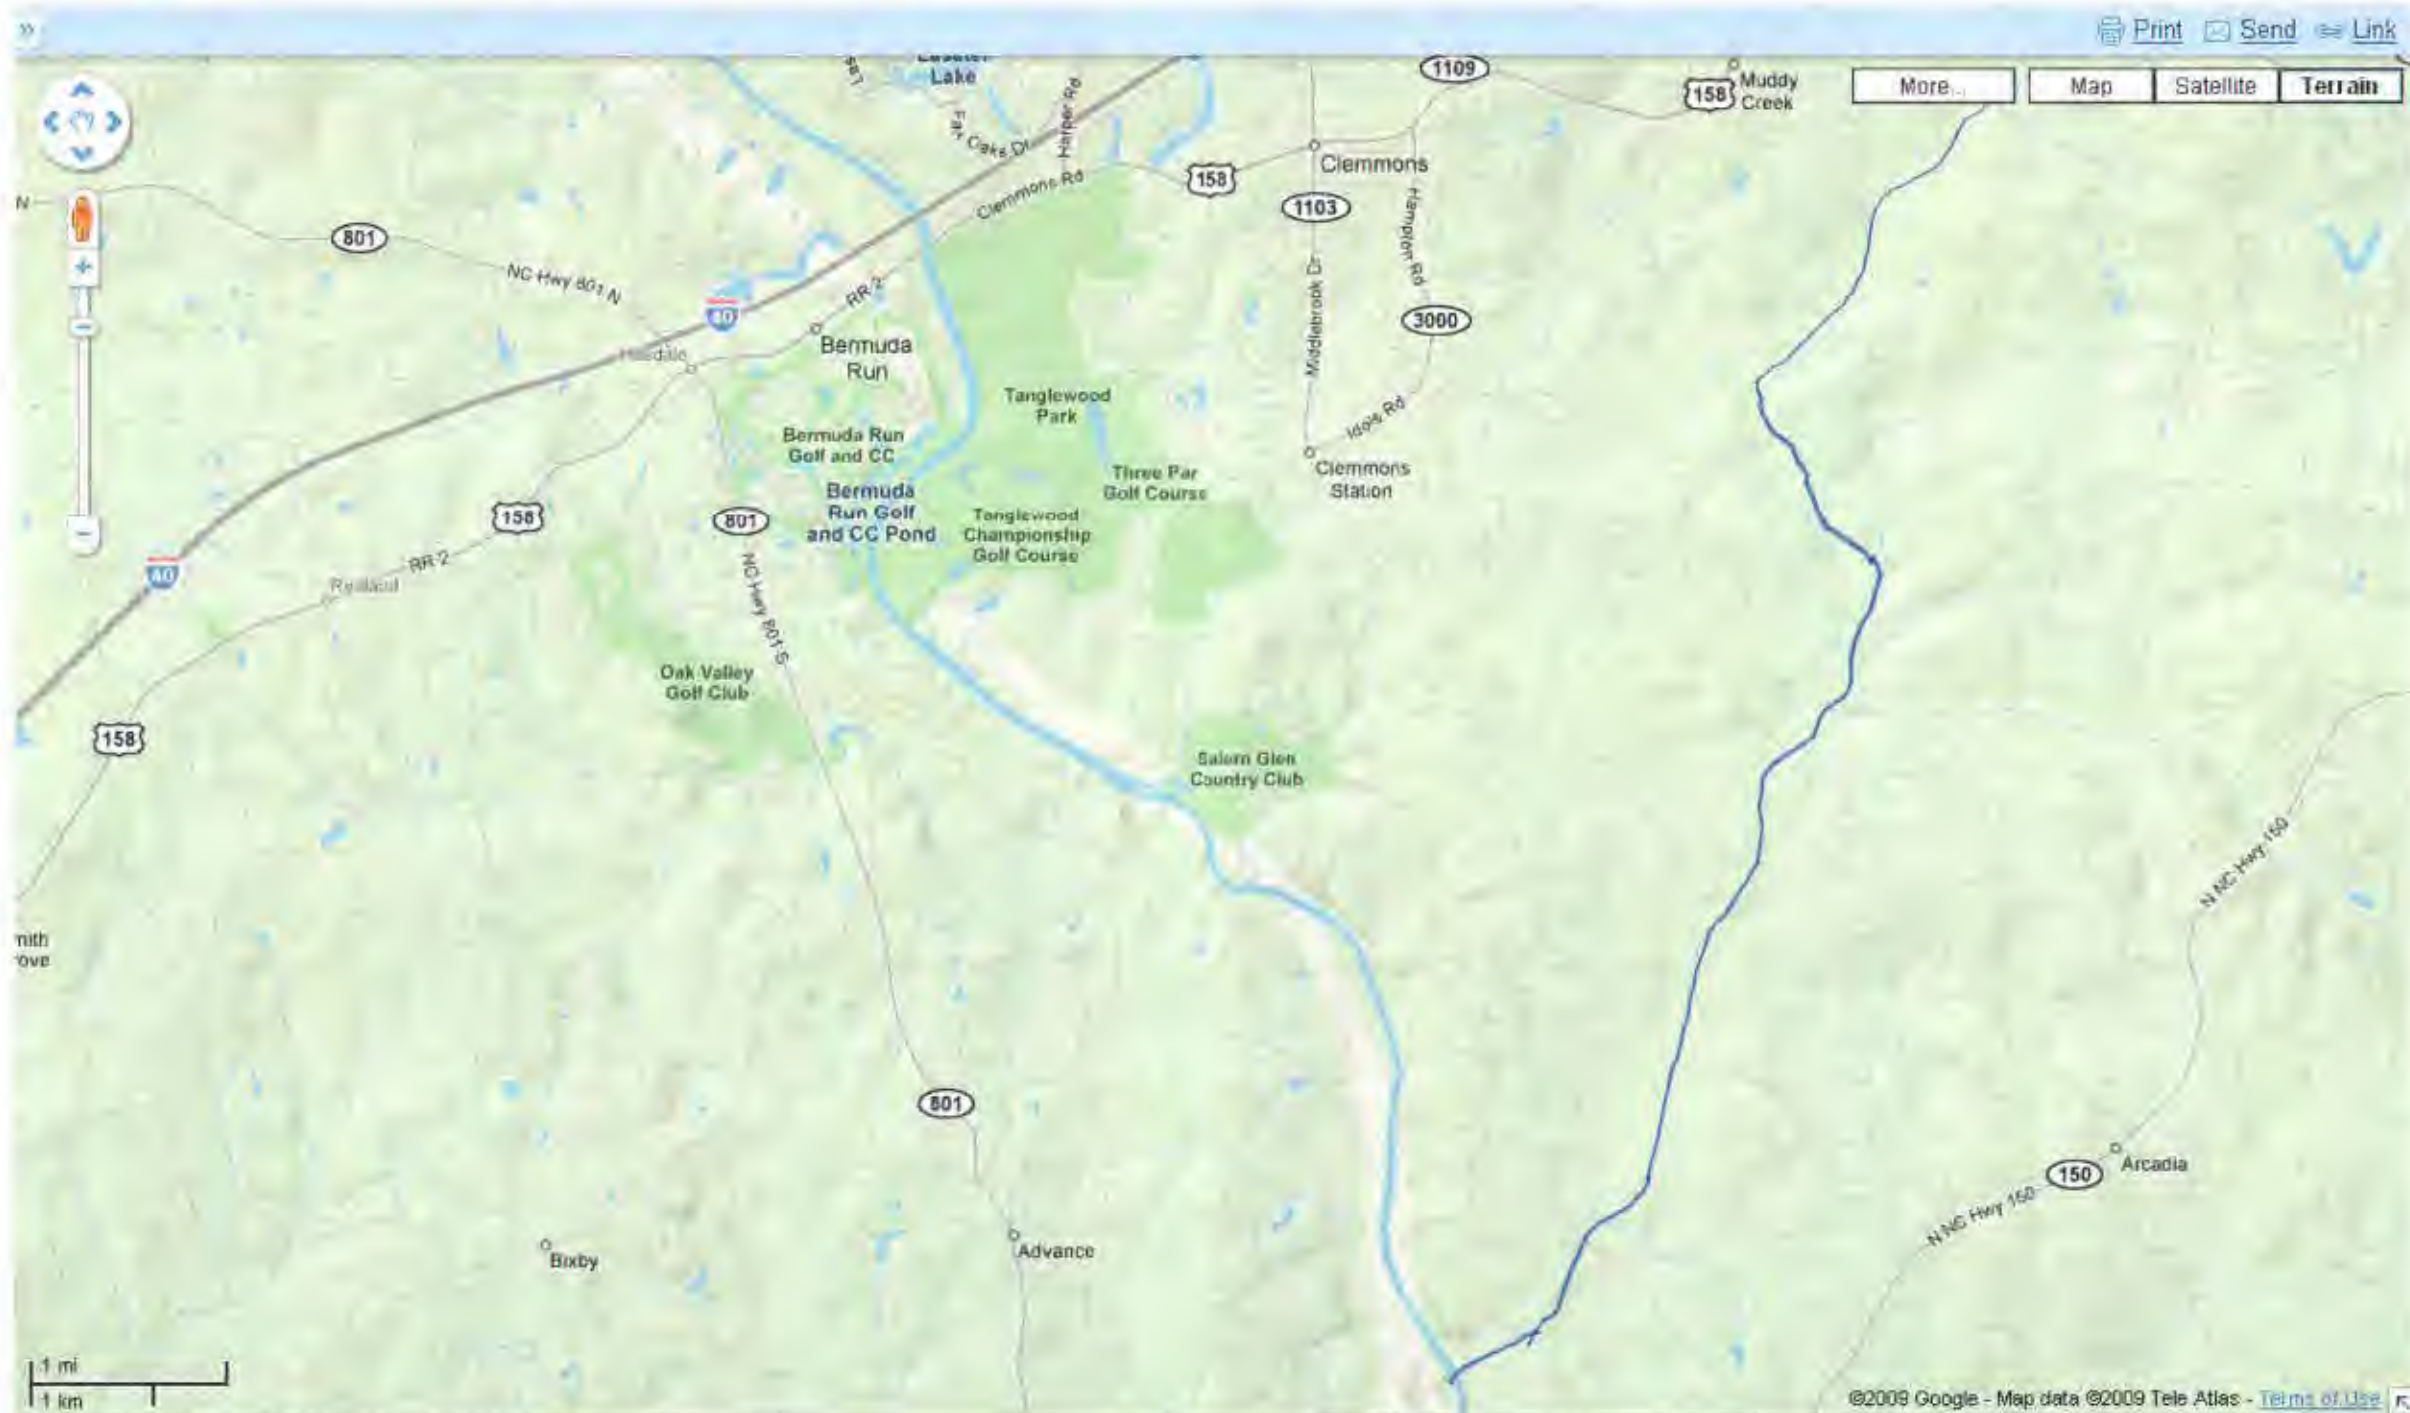 »
Print Send Link
More...
Map
Satellite
Terrain
Lake
Far Oaks Dr
Harper Rd
Clemmons Rd
1109
158
Muddy
Creek
158
Clemmons
1103
Hampton Rd
Middlebrook Dr
3000
Idols Rd
Clemmons
Station
N
801
NC Hwy 801 N
40
RR-2
Bermuda
Run
Tanglewood
Park
Bermuda Run
Golf and CC
Bermuda
Run Golf
and CC Pond
Three Par
Golf Course
Tanglewood
Championship
Golf Course
158
801
RR-2
40
NC Hwy 801 S
Oak Valley
Golf Club
158
Salem Glen
Country Club
N NC Hwy 150
mith
rove
801
Arcadia
150
N NC Hwy 150
Advance
Bixby
1 mi
1 km
©2009 Google - Map data ©2009 Tele Atlas - Terms of Use